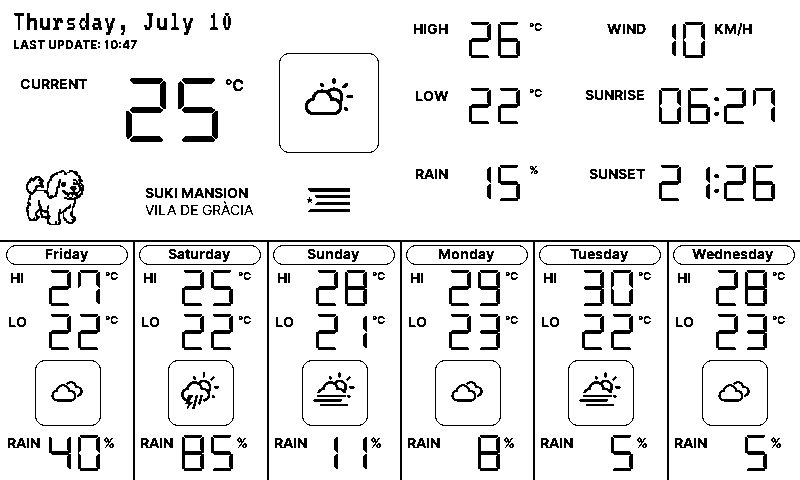 Thursday, July 10
LAST UPDATE: 10:47
CURRENT 25 °C
HIGH 26 °C
WIND 10 KM/H
LOW 22 °C
SUNRISE 06:27
RAIN 15 %
SUNSET 21:26
SUKI MANSION
VILA DE GRÀCIA
Friday
HI 27 °C
LO 22 °C
RAIN 40 %
Saturday
HI 25 °C
LO 22 °C
RAIN 85 %
Sunday
HI 28 °C
LO 21 °C
RAIN 11 %
Monday
HI 29 °C
LO 23 °C
RAIN 8 %
Tuesday
HI 30 °C
LO 22 °C
RAIN 5 %
Wednesday
HI 28 °C
LO 23 °C
RAIN 5 %